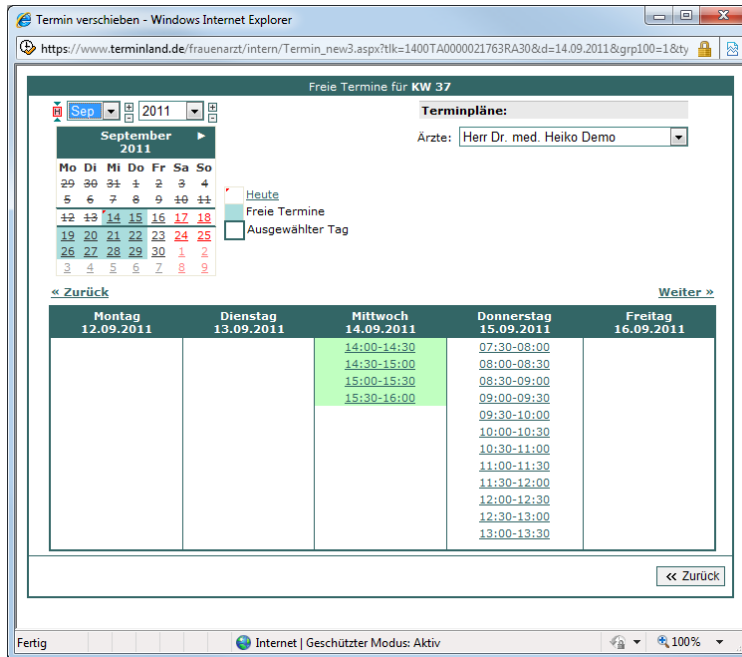 Termin verschieben - Windows Internet Explorer
https://www.terminland.de/frauenarzt/intern/Termin_new3.aspx?tlk=1400TA0000021763RA30&d=14.09.2011&grp100=1&ty
Freie Termine für KW 37
H Sep 2011
Terminpläne:
Ärzte: Herr Dr. med. Heiko Demo
September
2011
Mo Di Mi Do Fr Sa So
29 30 31 1 2 3 4
5 6 7 8 9 10 11
12 13 14 15 16 17 18
19 20 21 22 23 24 25
26 27 28 29 30 1 2
3 4 5 6 7 8 9
Heute
Freie Termine
Ausgewählter Tag
« Zurück
Weiter »
Montag Dienstag Mittwoch Donnerstag Freitag
12.09.2011 13.09.2011 14.09.2011 15.09.2011 16.09.2011
14:00-14:30 07:30-08:00
14:30-15:00 08:00-08:30
15:00-15:30 08:30-09:00
15:30-16:00 09:00-09:30
09:30-10:00
10:00-10:30
10:30-11:00
11:00-11:30
11:30-12:00
12:00-12:30
12:30-13:00
13:00-13:30
« Zurück
Fertig
Internet | Geschützter Modus: Aktiv
100%